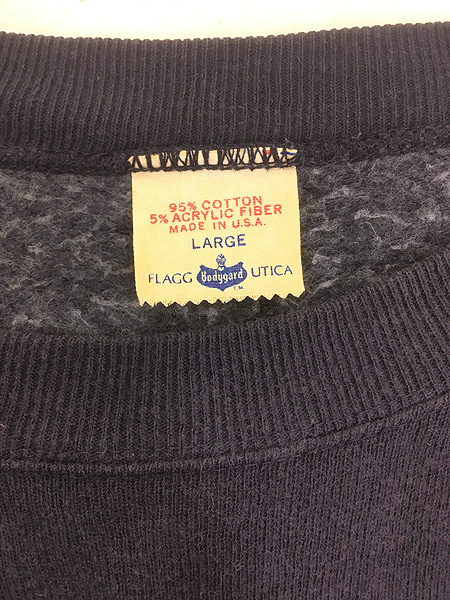 95% COTTON
5% ACRYLIC FIBER
MADE IN U.S.A.
LARGE
FLAGG Bodygard UTICA
T.M.